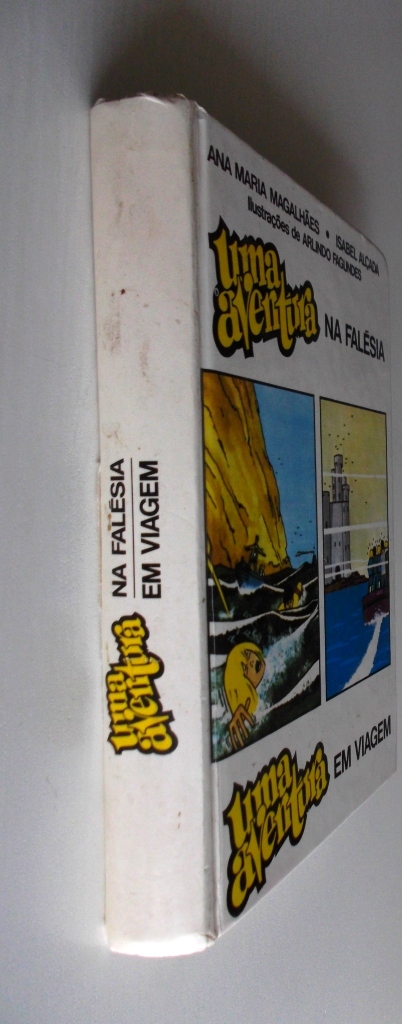 ANA MARIA MAGALHÃES • ISABEL ALÇADA
Ilustrações de ARLINDO FAGUNDES
uma
aventura NA FALÉSIA
uma
aventura EM VIAGEM
uma
aventura
NA FALÉSIA
EM VIAGEM